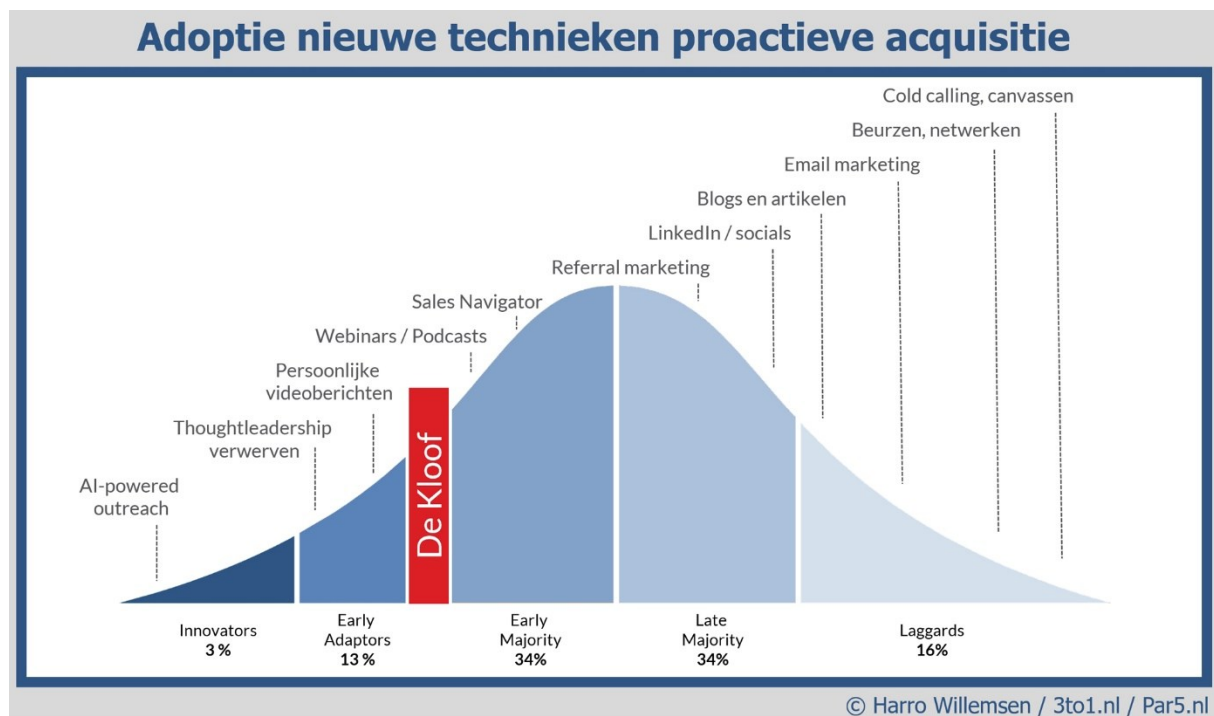 Adoptie nieuwe technieken proactieve acquisitie
Cold calling, canvassen
Beurzen, netwerken
Email marketing
Blogs en artikelen
LinkedIn / socials
Referral marketing
Sales Navigator
Webinars / Podcasts
Persoonlijke
videoberichten
Thoughtleadership
verwerven
AI-powered
outreach
De Kloof
Innovators
3 %
Early
Adaptors
13 %
Early
Majority
34%
Late
Majority
34%
Laggards
16%
© Harro Willemsen / 3to1.nl / Par5.nl